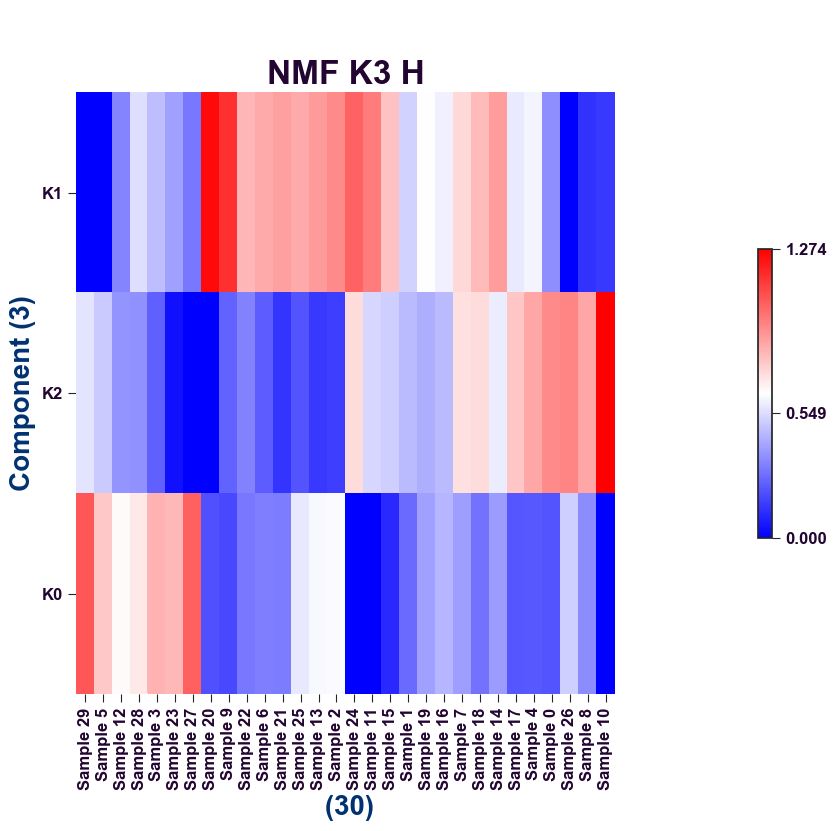 NMF K3 H
K1
K2
K0
Component (3)
1.274
0.549
0.000
Sample 29
Sample 5
Sample 12
Sample 28
Sample 3
Sample 23
Sample 27
Sample 20
Sample 9
Sample 22
Sample 6
Sample 21
Sample 25
Sample 13
Sample 2
Sample 24
Sample 11
Sample 15
Sample 1
Sample 19
Sample 16
Sample 7
Sample 18
Sample 14
Sample 17
Sample 4
Sample 0
Sample 26
Sample 8
Sample 10
(30)